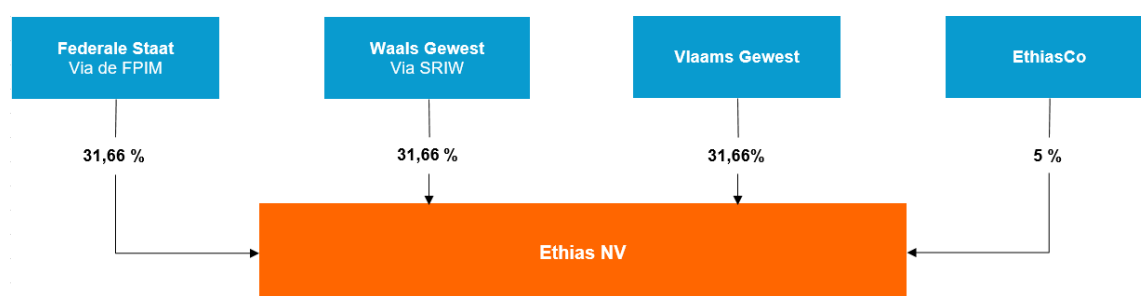 Federale Staat
Via de FPIM
Waals Gewest
Via SRIW
Vlaams Gewest
EthiasCo
31,66 %
31,66 %
31,66%
5 %
Ethias NV